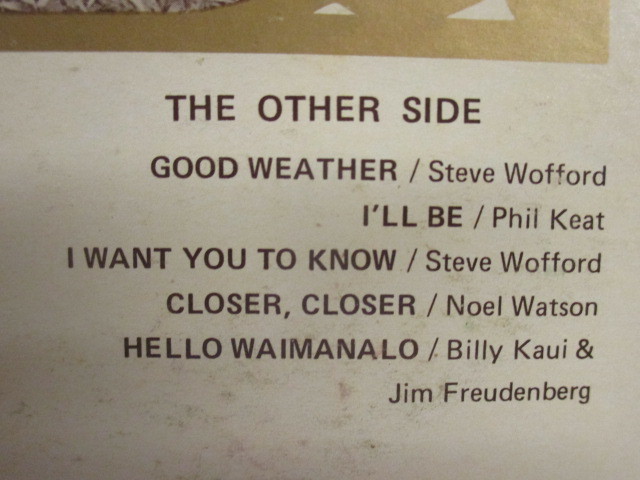 THE OTHER SIDE
GOOD WEATHER / Steve Wofford
I'LL BE / Phil Keat
I WANT YOU TO KNOW / Steve Wofford
CLOSER, CLOSER / Noel Watson
HELLO WAIMANALO / Billy Kaui &
Jim Freudenberg